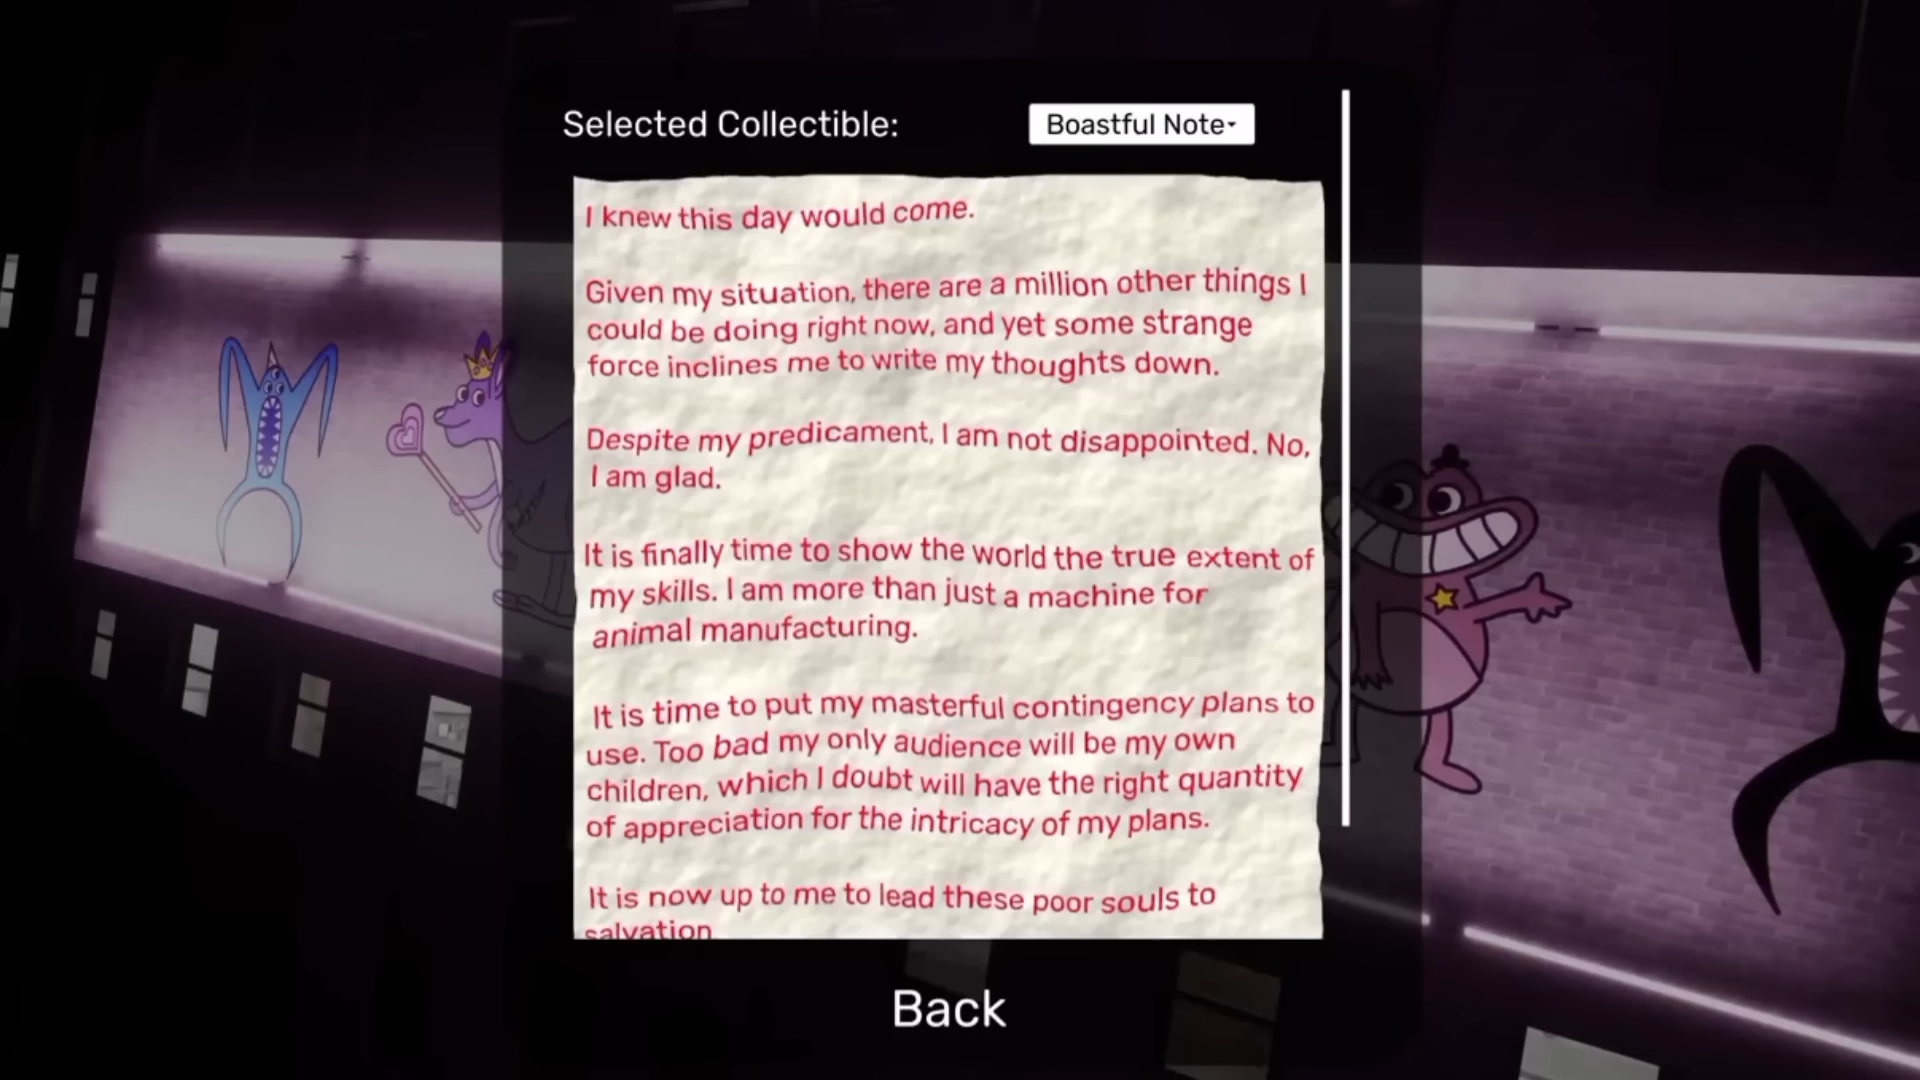 Selected Collectible:
Boastful Note
I knew this day would come.
Given my situation, there are a million other things I
could be doing right now, and yet some strange
force inclines me to write my thoughts down.
Despite my predicament, I am not disappointed. No,
I am glad.
It is finally time to show the world the true extent of
my skills. I am more than just a machine for
animal manufacturing.
It is time to put my masterful contingency plans to
use. Too bad my only audience will be my own
children, which I doubt will have the right quantity
of appreciation for the intricacy of my plans.
It is now up to me to lead these poor souls to
salvation
Back